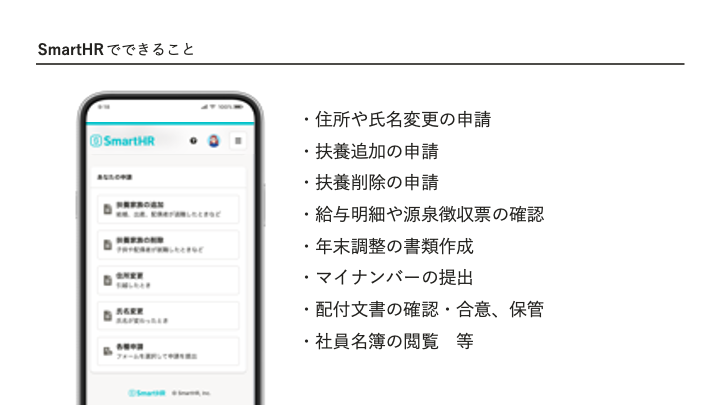 SmartHRでできること
9:18
100%
SmartHR
あなたの申請
扶養家族の追加
結婚、出産、配偶者が退職したときなど
扶養家族の削除
子供や配偶者が就職したときなど
住所変更
引越したとき
氏名変更
氏名が変わったとき
各種申請
フォームを選択して申請を提出
SmartHR © SmartHR, Inc.
・住所や氏名変更の申請
・扶養追加の申請
・扶養削除の申請
・給与明細や源泉徴収票の確認
・年末調整の書類作成
・マイナンバーの提出
・配付文書の確認・合意、保管
・社員名簿の閲覧　等